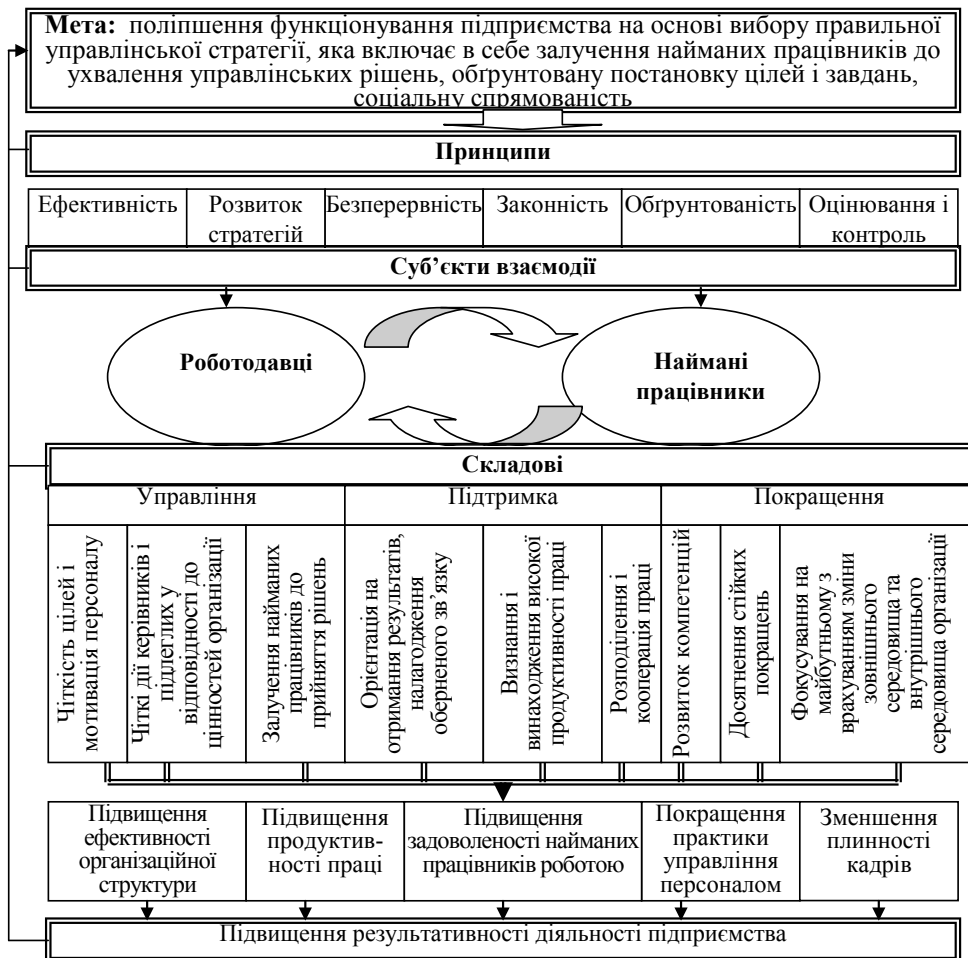 Мета: поліпшення функціонування підприємства на основі вибору правильної
управлінської стратегії, яка включає в себе залучення найманих працівників до
ухвалення управлінських рішень, обґрунтовану постановку цілей і завдань,
соціальну спрямованість
Принципи
Ефективність
Розвиток
стратегій
Безперервність
Законність
Обґрунтованість
Оцінювання і
контроль
Суб’єкти взаємодії
Роботодавці
Наймані
працівники
Складові
Управління
Підтримка
Покращення
Чіткість цілей і
мотивація персоналу
Чіткі дії керівників і
підлеглих у
відповідності до
цінностей організації
Залучення найманих
працівників до
прийняття рішень
Орієнтація на
отримання результатів,
налагодження
оберненого зв’язку
Визнання і
винаходження високої
продуктивності праці
Розподілення і
кооперація праці
Розвиток компетенцій
Досягнення стійких
покращень
Фокусування на
майбутньому з
врахуванням зміни
зовнішнього
середовища та
внутрішнього
середовища організації
Підвищення
ефективності
організаційної
структури
Підвищення
продуктив-
ності праці
Підвищення
задоволеності найманих
працівників роботою
Покращення
практики
управління
персоналом
Зменшення
плинності
кадрів
Підвищення результативності діяльності підприємства